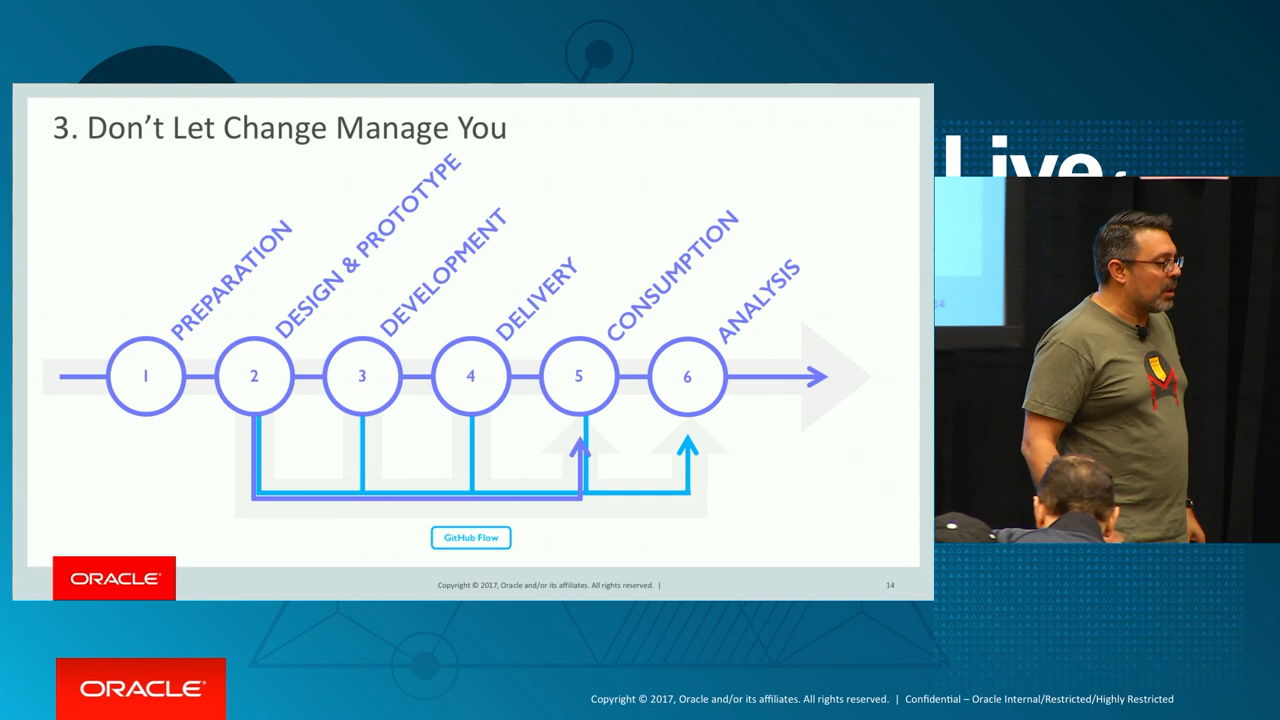 3. Don't Let Change Manage You
PREPARATION
DESIGN & PROTOTYPE
DEVELOPMENT
DELIVERY
CONSUMPTION
ANALYSIS
1
2
3
4
5
6
GitHub Flow
ORACLE®
Copyright © 2017, Oracle and/or its affiliates. All rights reserved. |
14
Live
14
ORACLE®
Copyright © 2017, Oracle and/or its affiliates. All rights reserved. | Confidential – Oracle Internal/Restricted/Highly Restricted